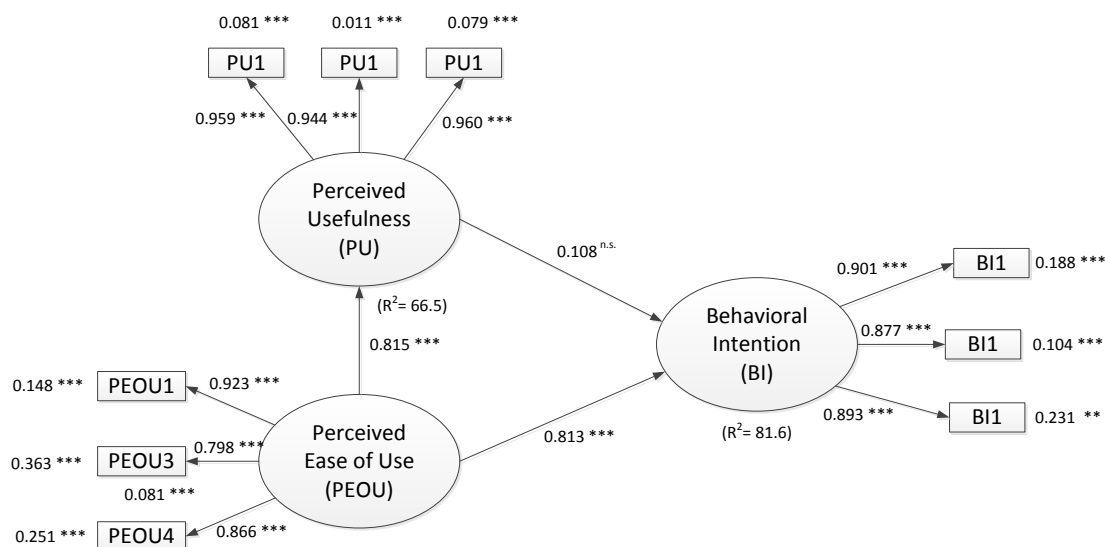 0.081 ***
0.011 ***
0.079 ***
PU1
PU1
PU1
0.959 ***
0.944 ***
0.960 ***
Perceived
Usefulness
(PU)
0.108 n.s.
(R²= 66.5)
0.901 ***
BI1
0.188 ***
Behavioral
Intention
(BI)
0.877 ***
BI1
0.104 ***
0.893 ***
BI1
0.231 **
(R²= 81.6)
0.815 ***
0.148 ***
PEOU1
0.923 ***
Perceived
Ease of Use
(PEOU)
0.813 ***
0.363 ***
PEOU3
0.798 ***
0.081 ***
0.251 ***
PEOU4
0.866 ***